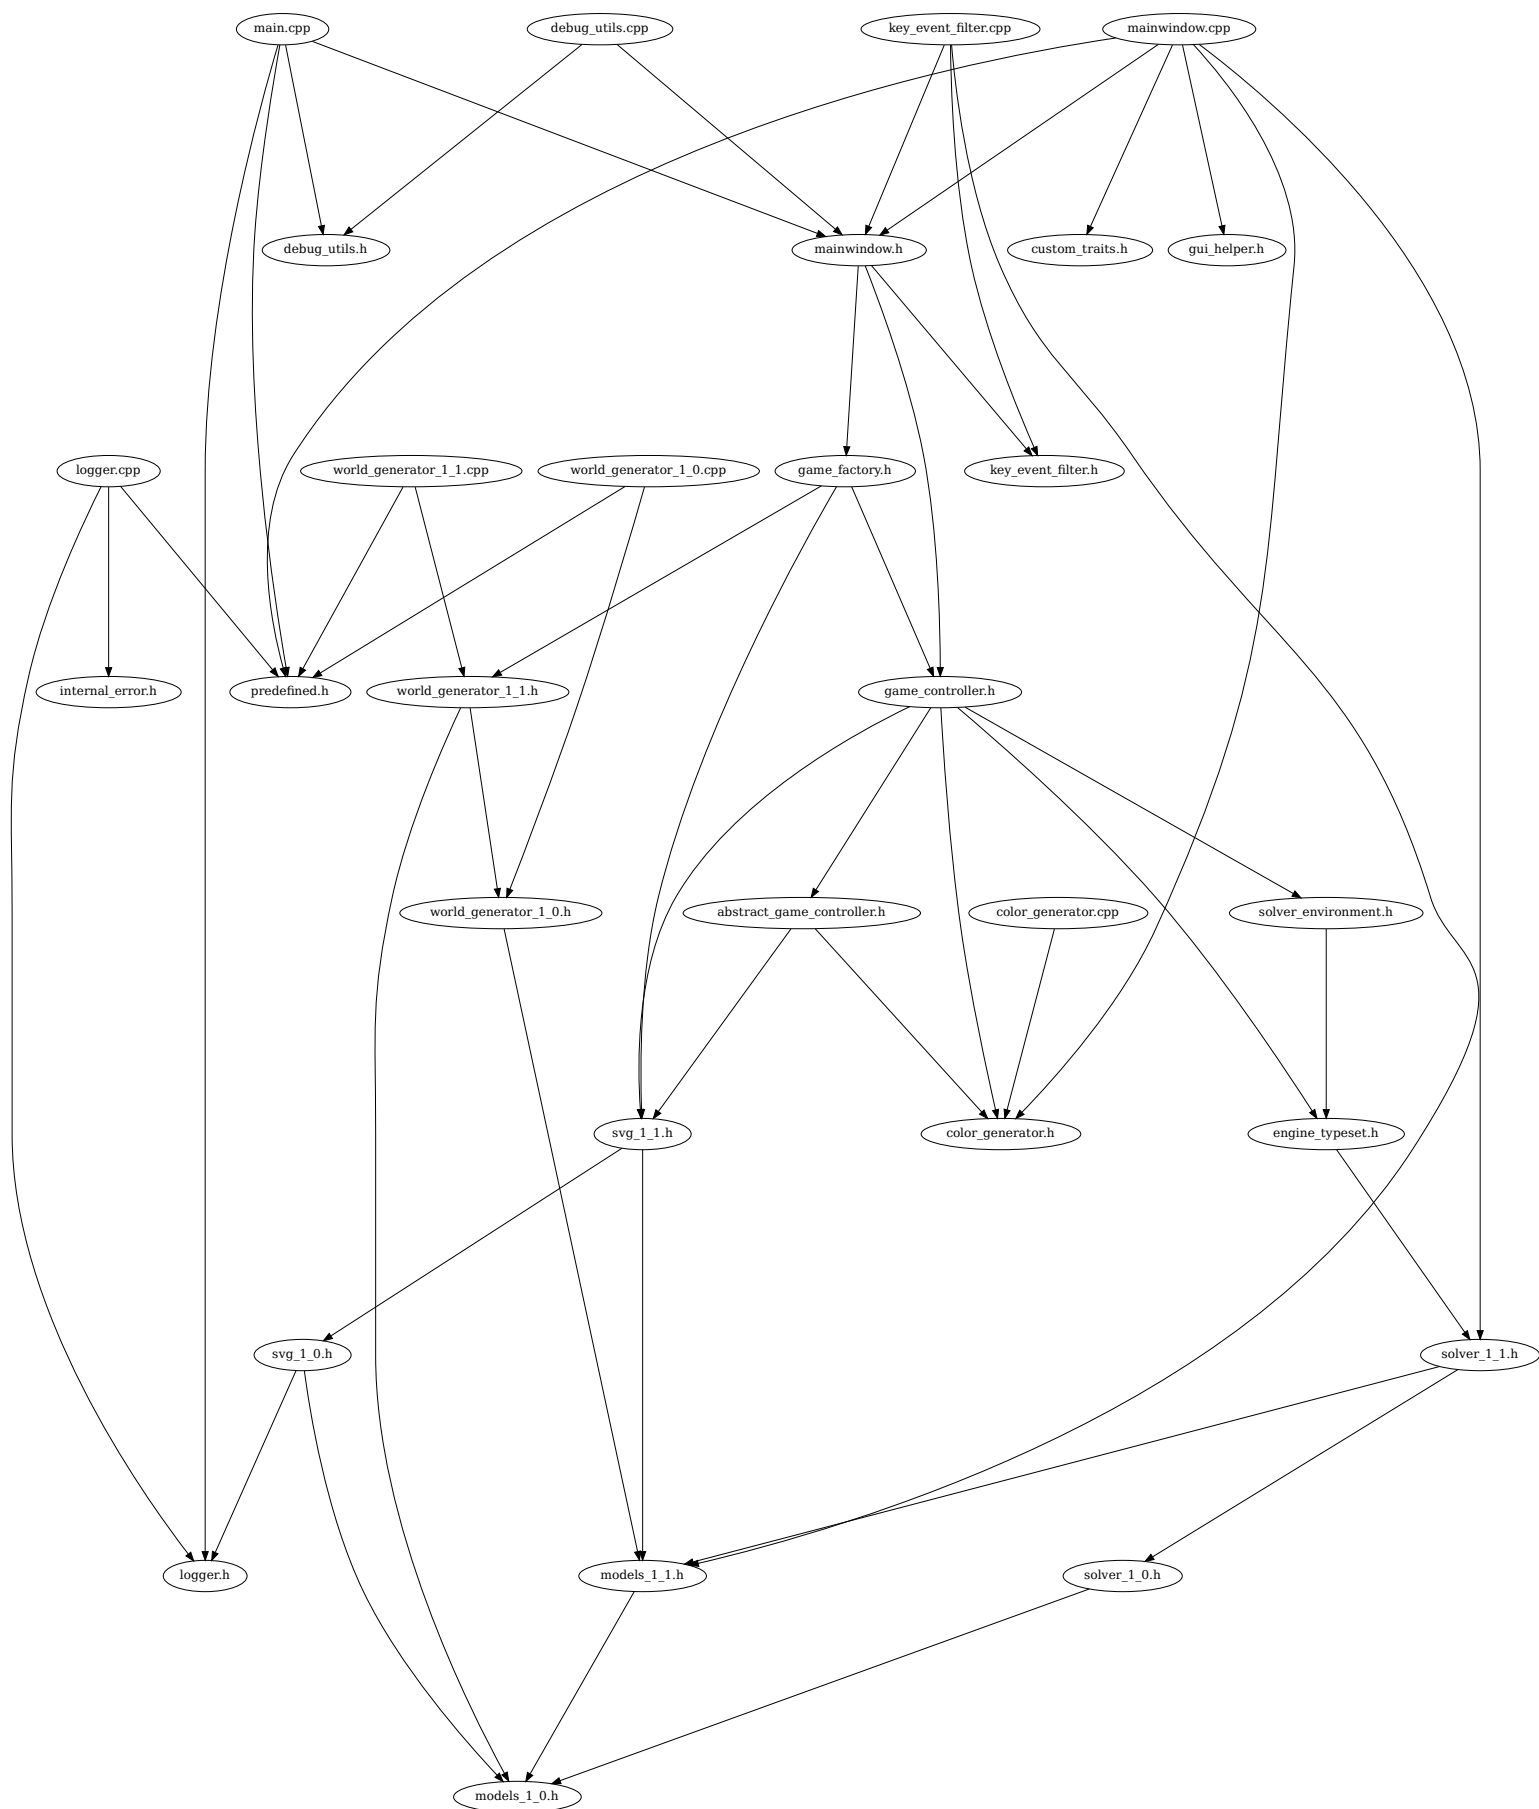 main.cpp
debug_utils.cpp
key_event_filter.cpp
mainwindow.cpp
debug_utils.h
mainwindow.h
custom_traits.h
gui_helper.h
logger.cpp
world_generator_1_1.cpp
world_generator_1_0.cpp
game_factory.h
key_event_filter.h
internal_error.h
predefined.h
world_generator_1_1.h
game_controller.h
world_generator_1_0.h
abstract_game_controller.h
color_generator.cpp
solver_environment.h
svg_1_1.h
color_generator.h
engine_typeset.h
svg_1_0.h
solver_1_1.h
logger.h
models_1_1.h
solver_1_0.h
models_1_0.h